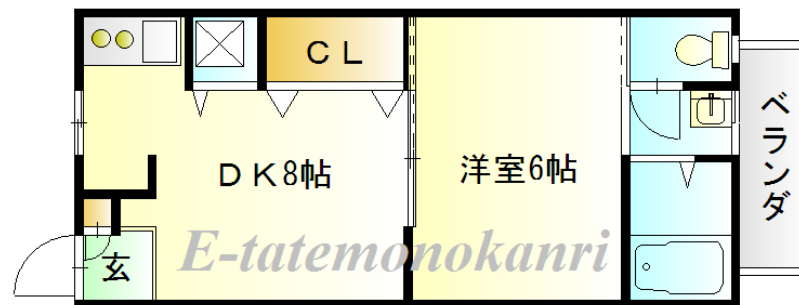 ＣＬ
ＤＫ8帖
洋室6帖
ベランダ
玄
E-tatemonokanri